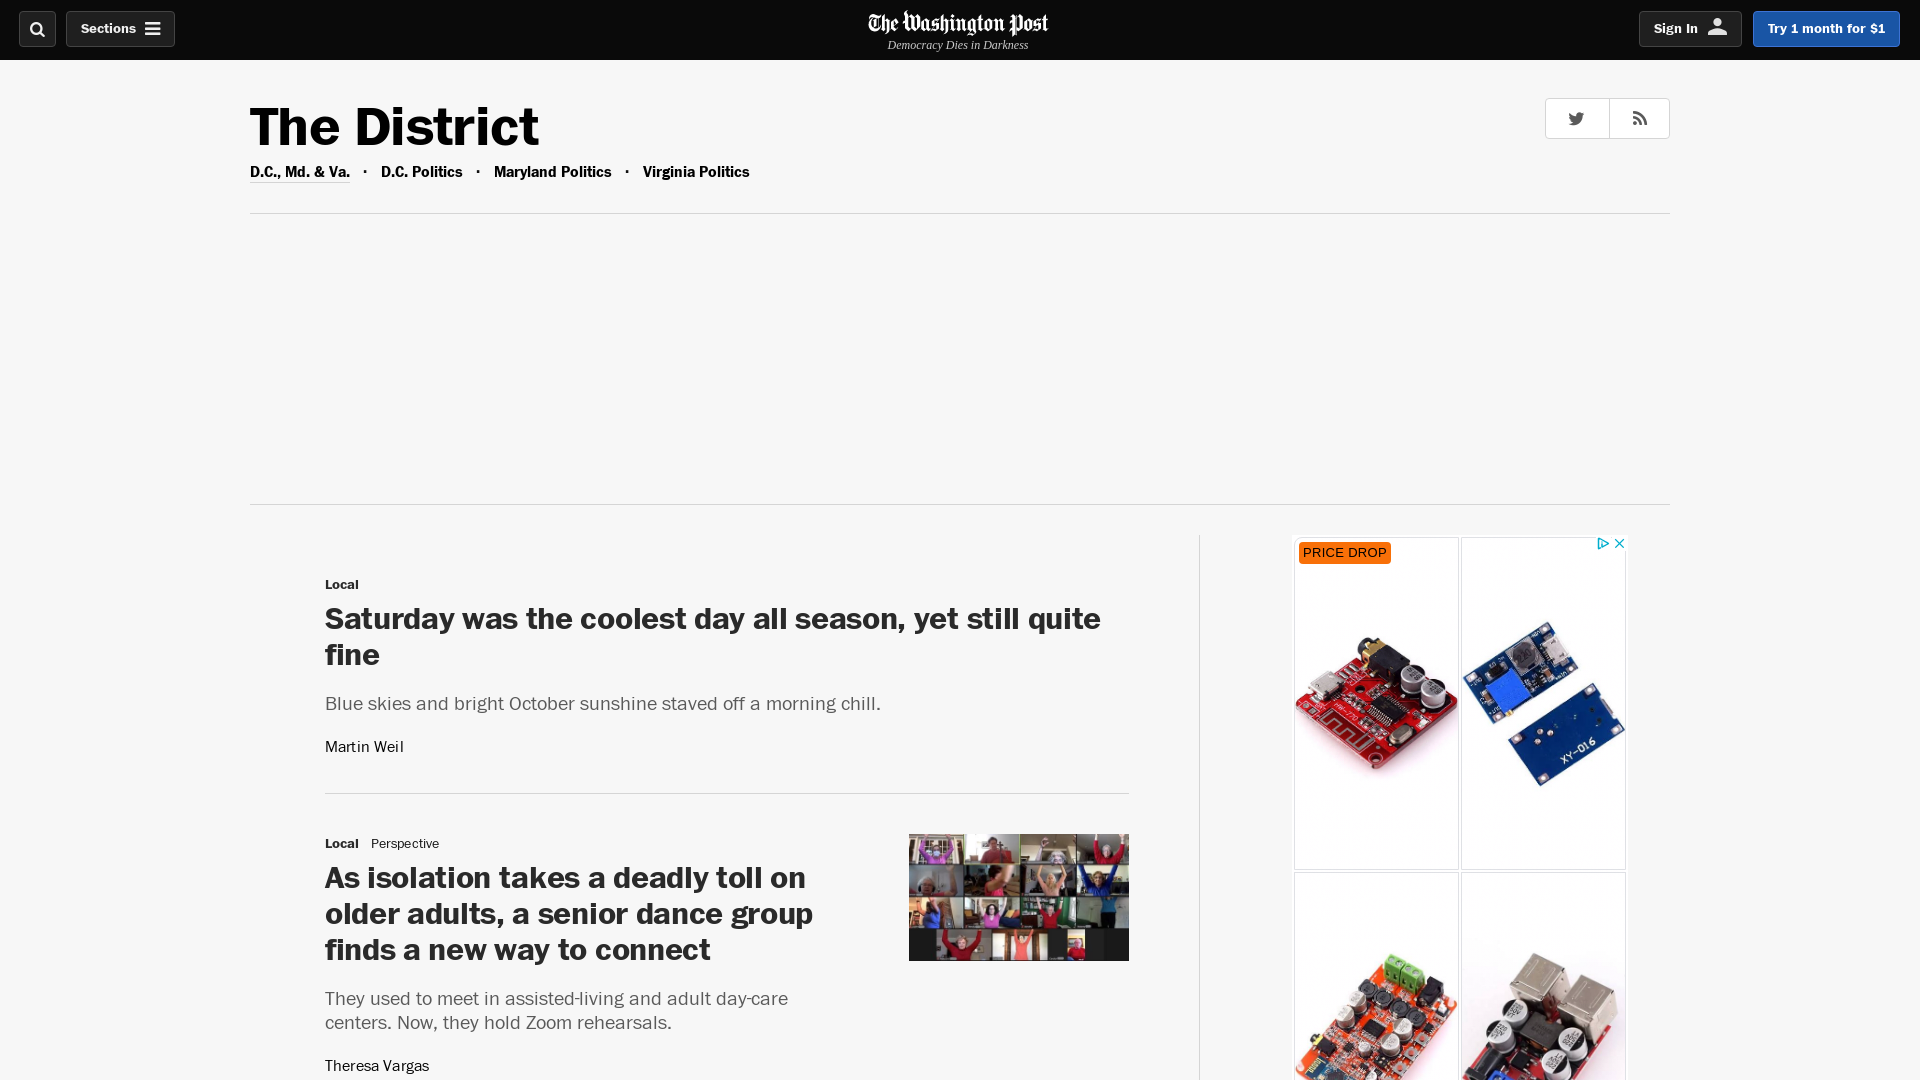 Sections
The Washington Post
Democracy Dies in Darkness
Sign In
Try 1 month for $1
The District
D.C., Md. & Va. · D.C. Politics · Maryland Politics · Virginia Politics
Local
Saturday was the coolest day all season, yet still quite
fine
Blue skies and bright October sunshine staved off a morning chill.
Martin Weil
Local Perspective
As isolation takes a deadly toll on
older adults, a senior dance group
finds a new way to connect
They used to meet in assisted-living and adult day-care
centers. Now, they hold Zoom rehearsals.
Theresa Vargas
PRICE DROP
XY-016